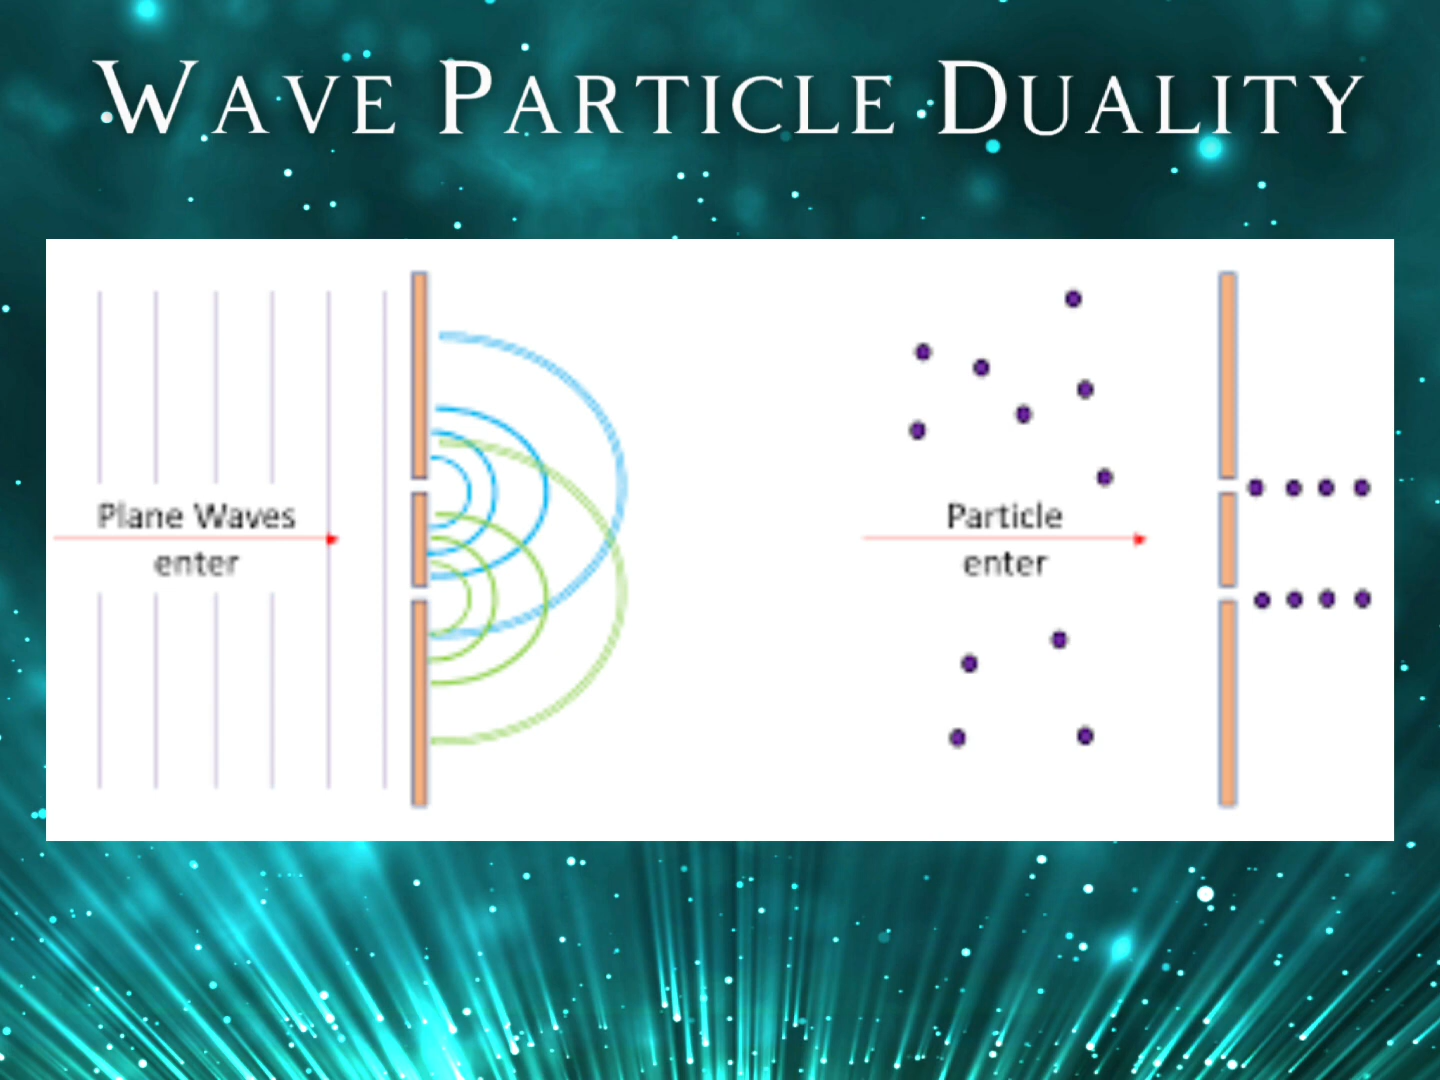 WAVE PARTICLE DUALITY
Plane Waves
enter
Particle
enter